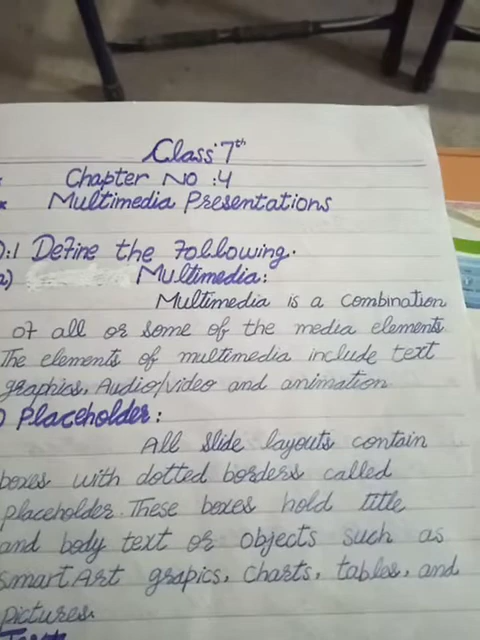 Class 7th
Chapter No :4
Multimedia Presentations
Q:1 Define the following.
a) Multimedia:
Multimedia is a combination
of all or some of the media elements
The elements of multimedia include text
graphics, Audio/video and animation
Placeholder:
All slide layouts contain
boxes with dotted borders called
placeholder. These boxes hold title
and body text or objects such as
smart Art grapics, charts, tables, and
pictures.